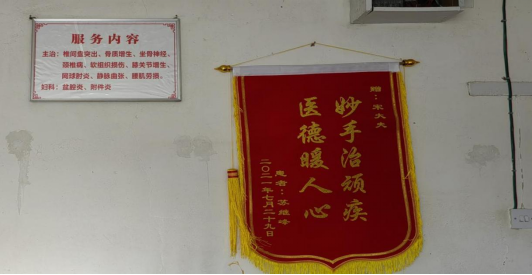 服务内容
主治：椎间盘突出、骨质增生、坐骨神经、
颈椎病、软组织损伤、膝关节增生、
网球肘炎、静脉曲张、腰肌劳损。
妇科：盆腔炎、附件炎
赠：宋大夫
妙手治顽疾
医德暖人心
患者：苏维峰
二〇二一年七月二十九日